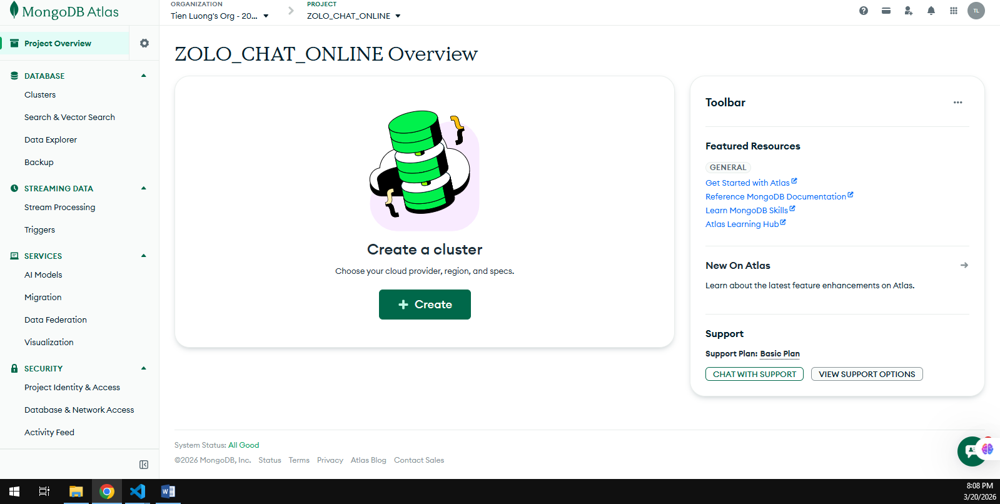 MongoDB Atlas
ORGANIZATION
Tien Luong's Org - 20...
PROJECT
ZOLO_CHAT_ONLINE
TL
Project Overview
DATABASE
Clusters
Search & Vector Search
Data Explorer
Backup
STREAMING DATA
Stream Processing
Triggers
SERVICES
AI Models
Migration
Data Federation
Visualization
SECURITY
Project Identity & Access
Database & Network Access
Activity Feed
ZOLO_CHAT_ONLINE Overview
Create a cluster
Choose your cloud provider, region, and specs.
+ Create
Toolbar
Featured Resources
GENERAL
Get Started with Atlas
Reference MongoDB Documentation
Learn MongoDB Skills
Atlas Learning Hub
New On Atlas
Learn about the latest feature enhancements on Atlas.
Support
Support Plan: Basic Plan
CHAT WITH SUPPORT
VIEW SUPPORT OPTIONS
System Status: All Good
©2026 MongoDB, Inc. Status Terms Privacy Atlas Blog Contact Sales
8:08 PM
3/20/2026